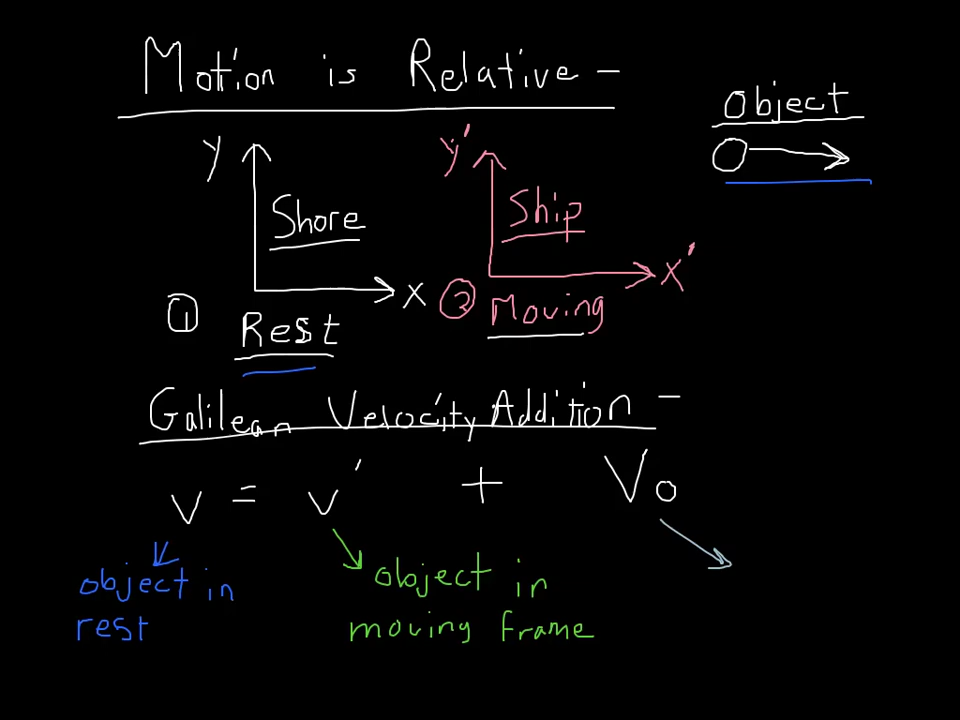 Motion is Relative -
Object
Y
Y'
Shore
Ship
X
X'
1
2
Rest
Moving
Galilean Velocity Addition -
v = v' + Vo
object in
rest
object in
moving frame